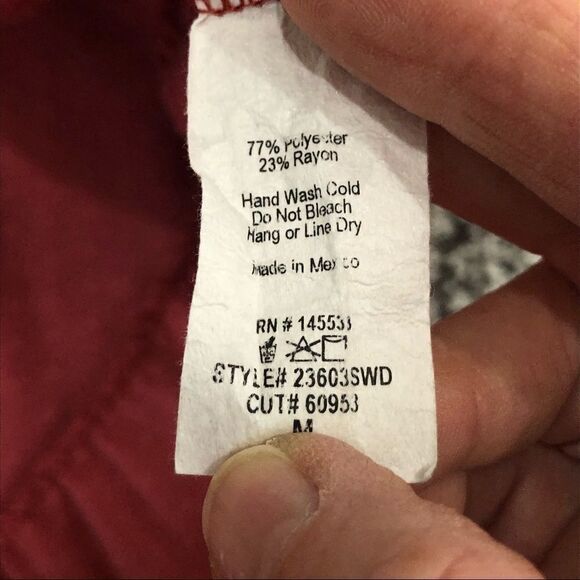 77% Polyester
23% Rayon
Hand Wash Cold
Do Not Bleach
Hang or Line Dry
Made in Mexico
RN # 145531
STYLE# 23603SWD
CUT# 60953
M